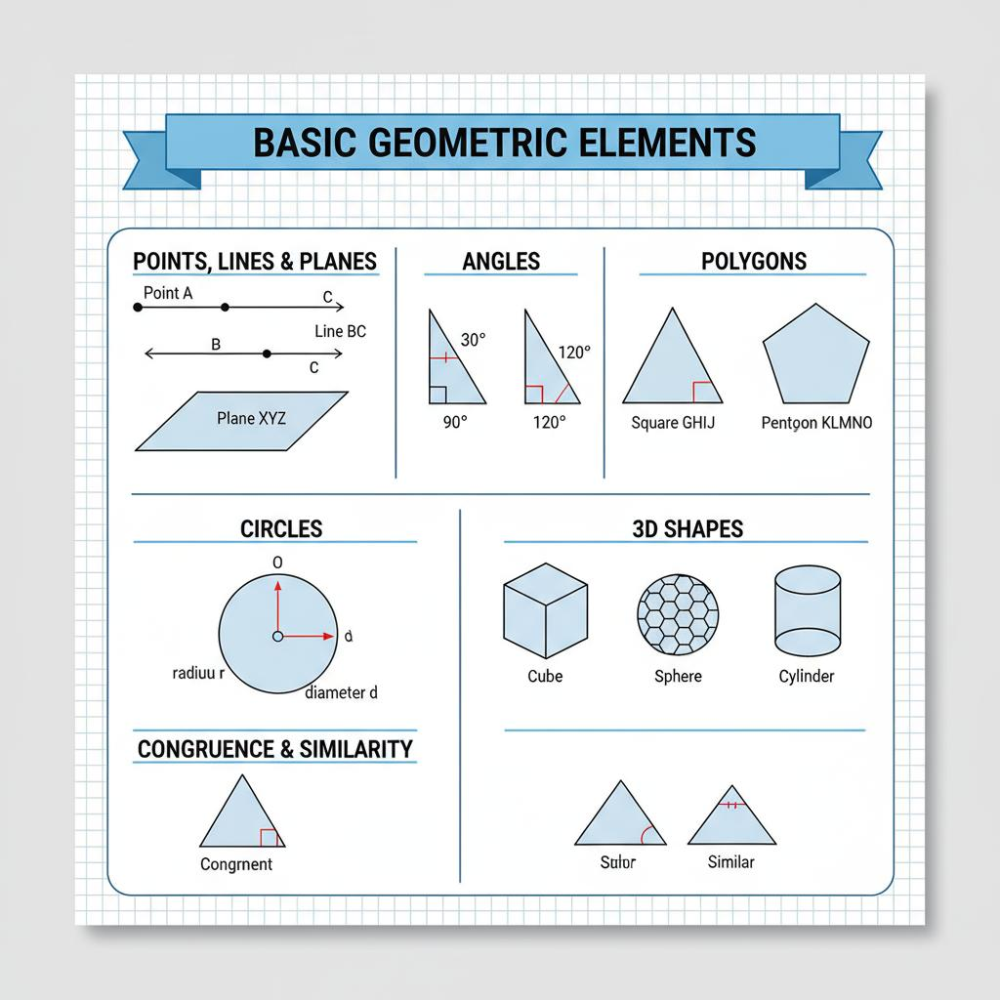 BASIC GEOMETRIC ELEMENTS
POINTS, LINES & PLANES
Point A
C
Line BC
B
C
Plane XYZ
ANGLES
30°
90°
120°
120°
POLYGONS
Square GHIJ
Pentgon KLMNO
CIRCLES
O
d
radiuu r
diameter d
3D SHAPES
Cube
Sphere
Cylinder
CONGRUENCE & SIMILARITY
Congrnent
Similar